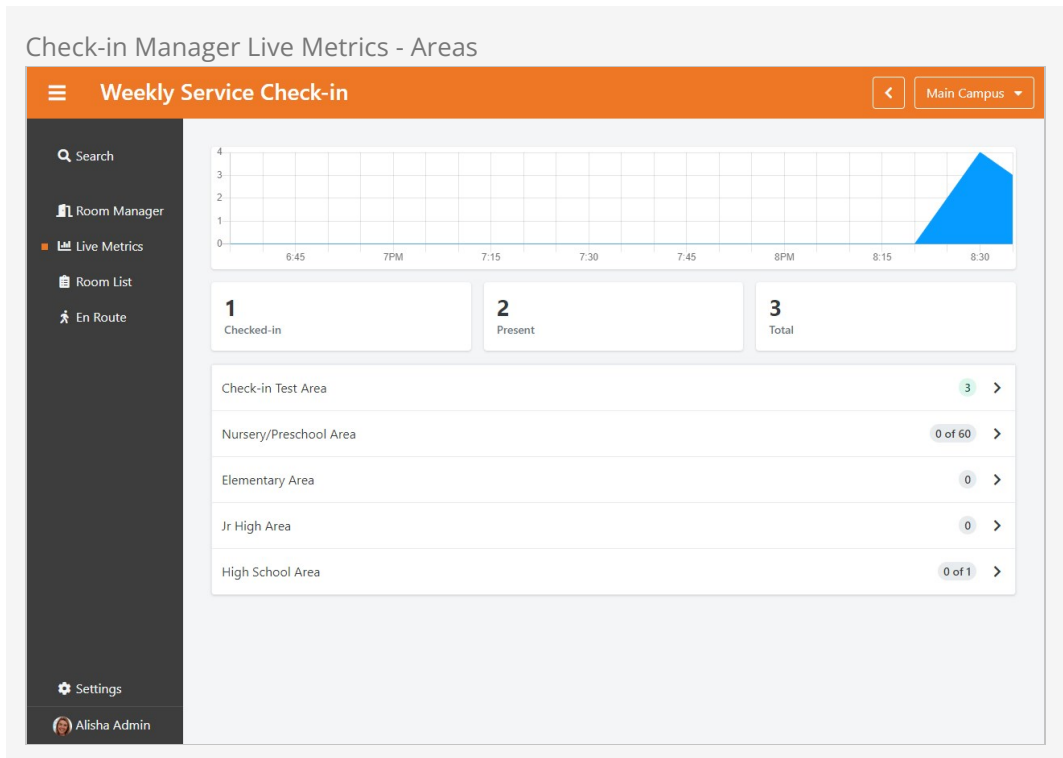 Check-in Manager Live Metrics - Areas
Weekly Service Check-in
Main Campus
Search
Room Manager
Live Metrics
Room List
En Route
4
3
2
1
0
6:45 7PM 7:15 7:30 7:45 8PM 8:15 8:30
1
Checked-in
2
Present
3
Total
Check-in Test Area 3
Nursery/Preschool Area 0 of 60
Elementary Area 0
Jr High Area 0
High School Area 0 of 1
Settings
Alisha Admin